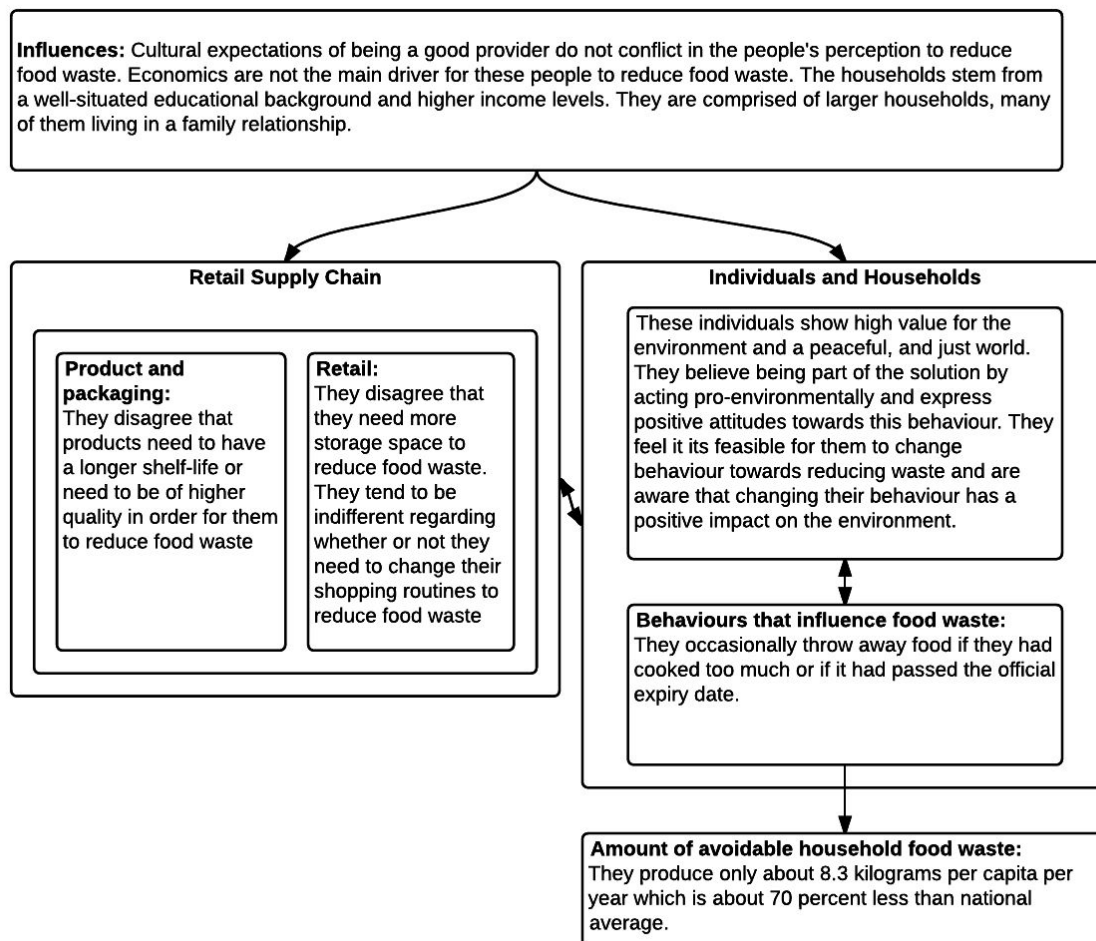 Influences: Cultural expectations of being a good provider do not conflict in the people's perception to reduce
food waste. Economics are not the main driver for these people to reduce food waste. The households stem from
a well-situated educational background and higher income levels. They are comprised of larger households, many
of them living in a family relationship.
Retail Supply Chain
Product and
packaging:
They disagree that
products need to have
a longer shelf-life or
need to be of higher
quality in order for them
to reduce food waste
Retail:
They disagree that
they need more
storage space to
reduce food waste.
They tend to be
indifferent regarding
whether or not they
need to change their
shopping routines to
reduce food waste
Individuals and Households
These individuals show high value for the
environment and a peaceful, and just world.
They believe being part of the solution by
acting pro-environmentally and express
positive attitudes towards this behaviour. They
feel it its feasible for them to change
behaviour towards reducing waste and are
aware that changing their behaviour has a
positive impact on the environment.
Behaviours that influence food waste:
They occasionally throw away food if they had
cooked too much or if it had passed the official
expiry date.
Amount of avoidable household food waste:
They produce only about 8.3 kilograms per capita per
year which is about 70 percent less than national
average.